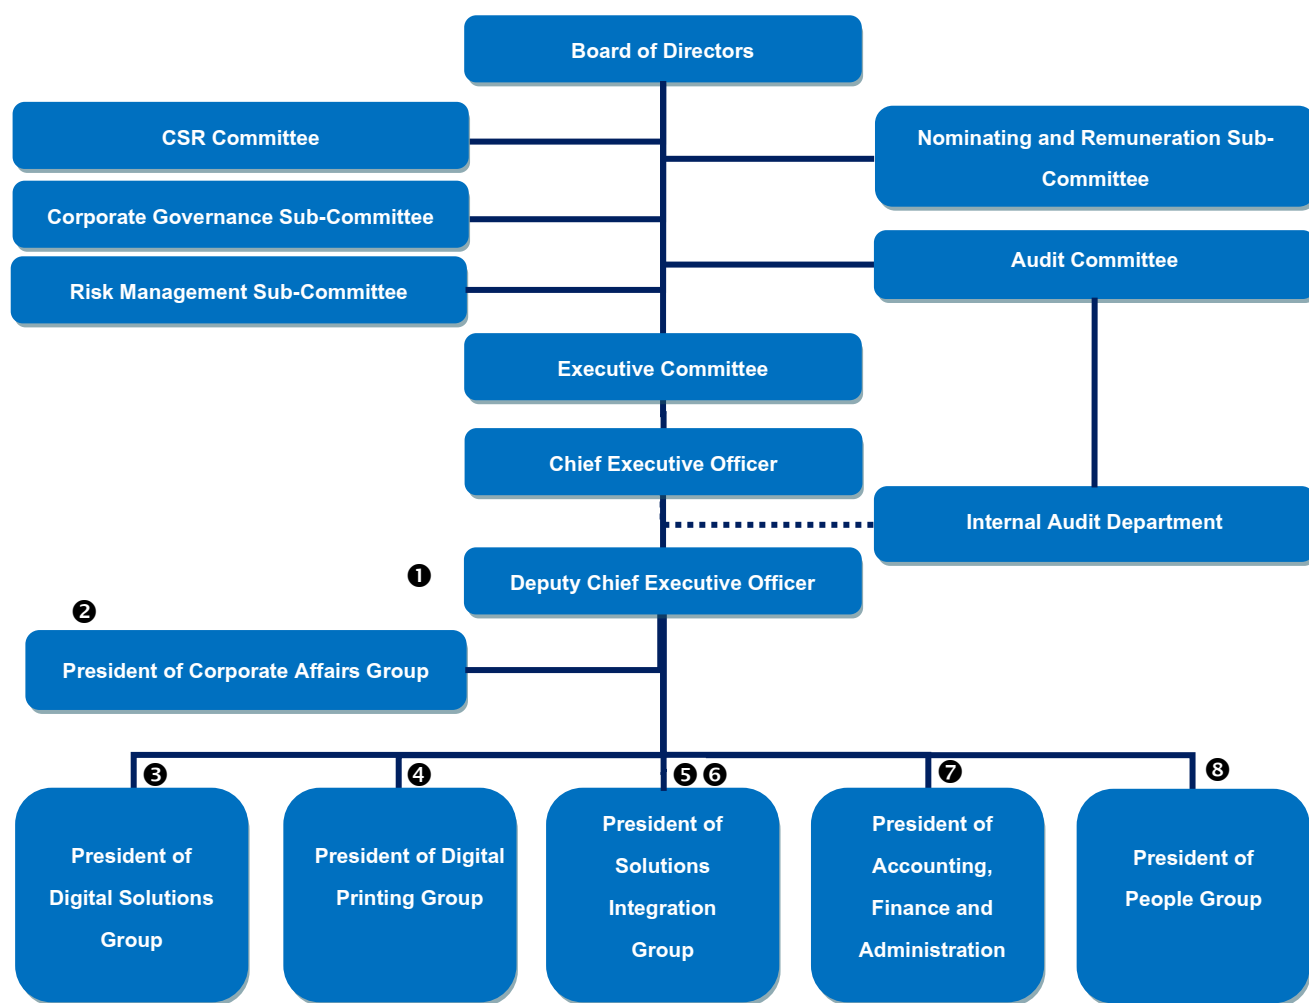 Board of Directors
CSR Committee
Nominating and Remuneration Sub-
Committee
Corporate Governance Sub-Committee
Audit Committee
Risk Management Sub-Committee
Executive Committee
Chief Executive Officer
Internal Audit Department
❶
Deputy Chief Executive Officer
❷
President of Corporate Affairs Group
❸
❹
❺ ❻
❼
❽
President of
Digital Solutions
Group
President of Digital
Printing Group
President of
Solutions
Integration
Group
President of
Accounting,
Finance and
Administration
President of
People Group